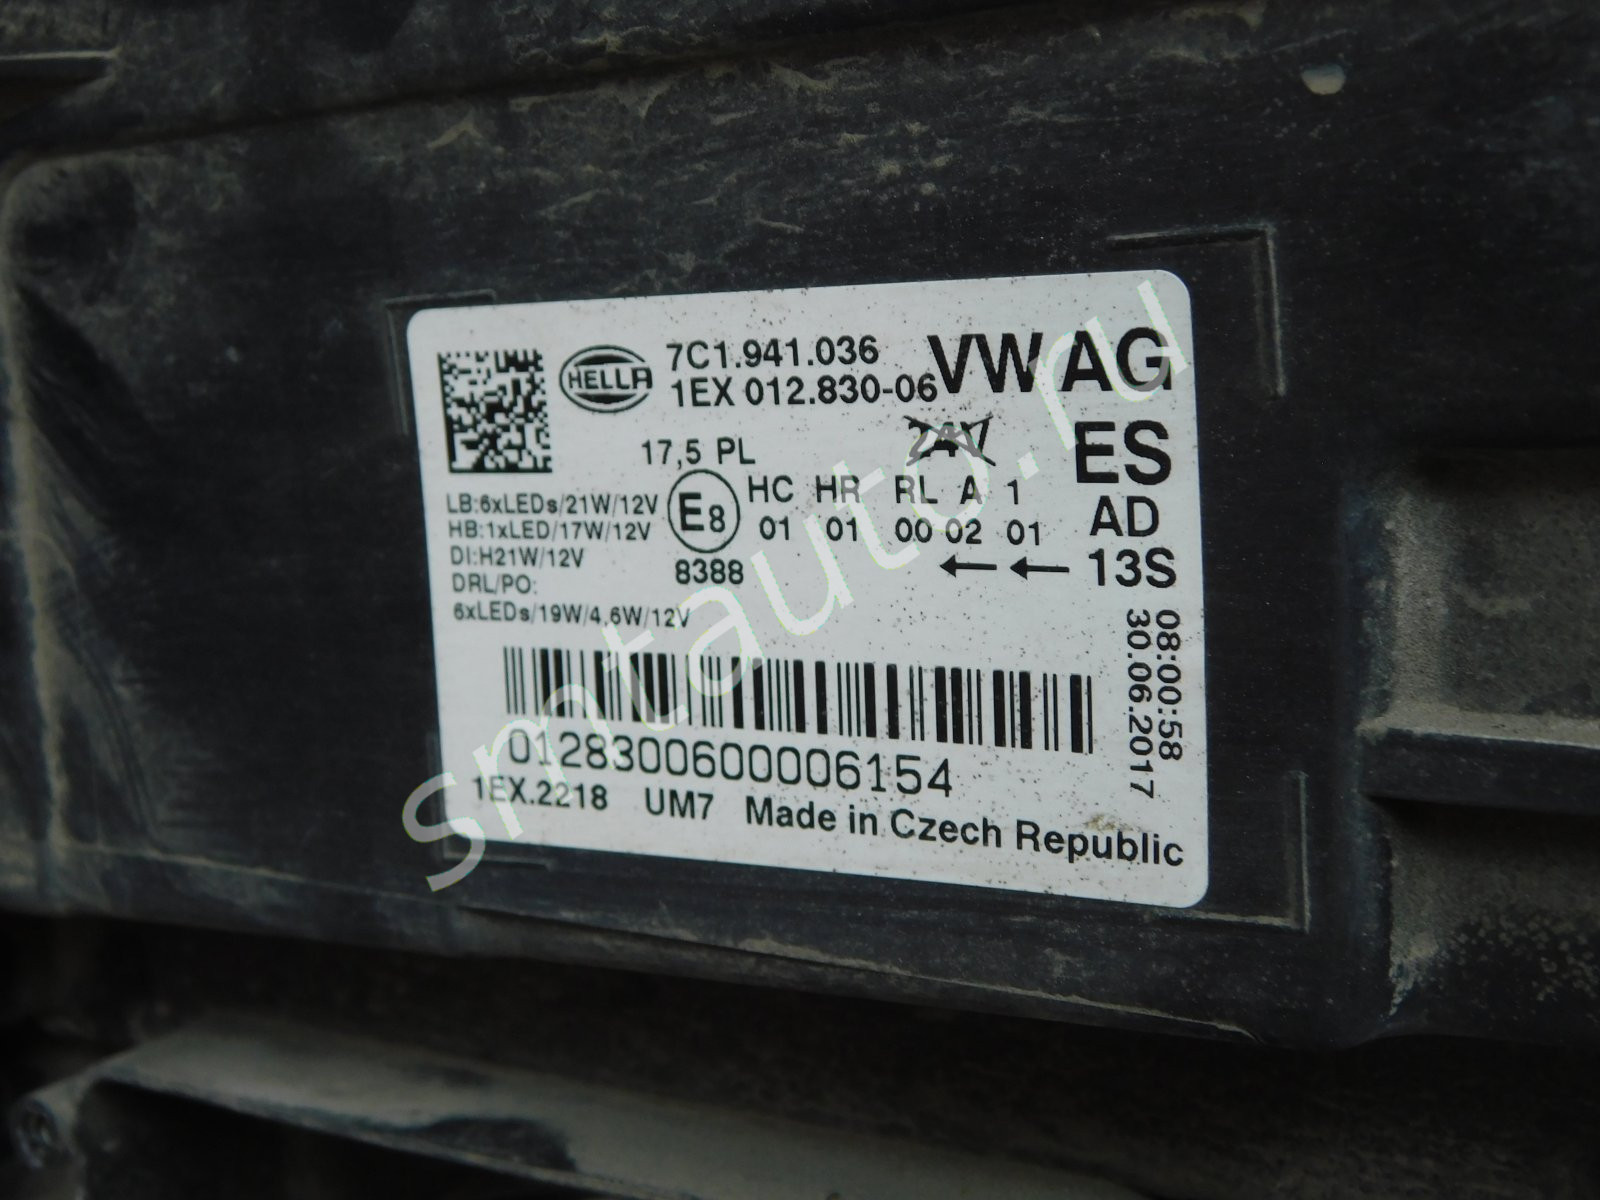 HELLA
7C1.941.036
1EX 012.830-06
VW AG
24V
17,5 PL
ES
LB:6xLEDs/21W/12V
HB:1xLED/17W/12V
DI:H21W/12V
DRL/PO:
6xLEDs/19W/4,6W/12V
E8
8388
HC HR RL A 1
01 01 00 02 01
AD
←← 13S
08:00:58
30.06.2017
0128300600006154
1EX.2218 UM7 Made in Czech Republic
smtauto.ru